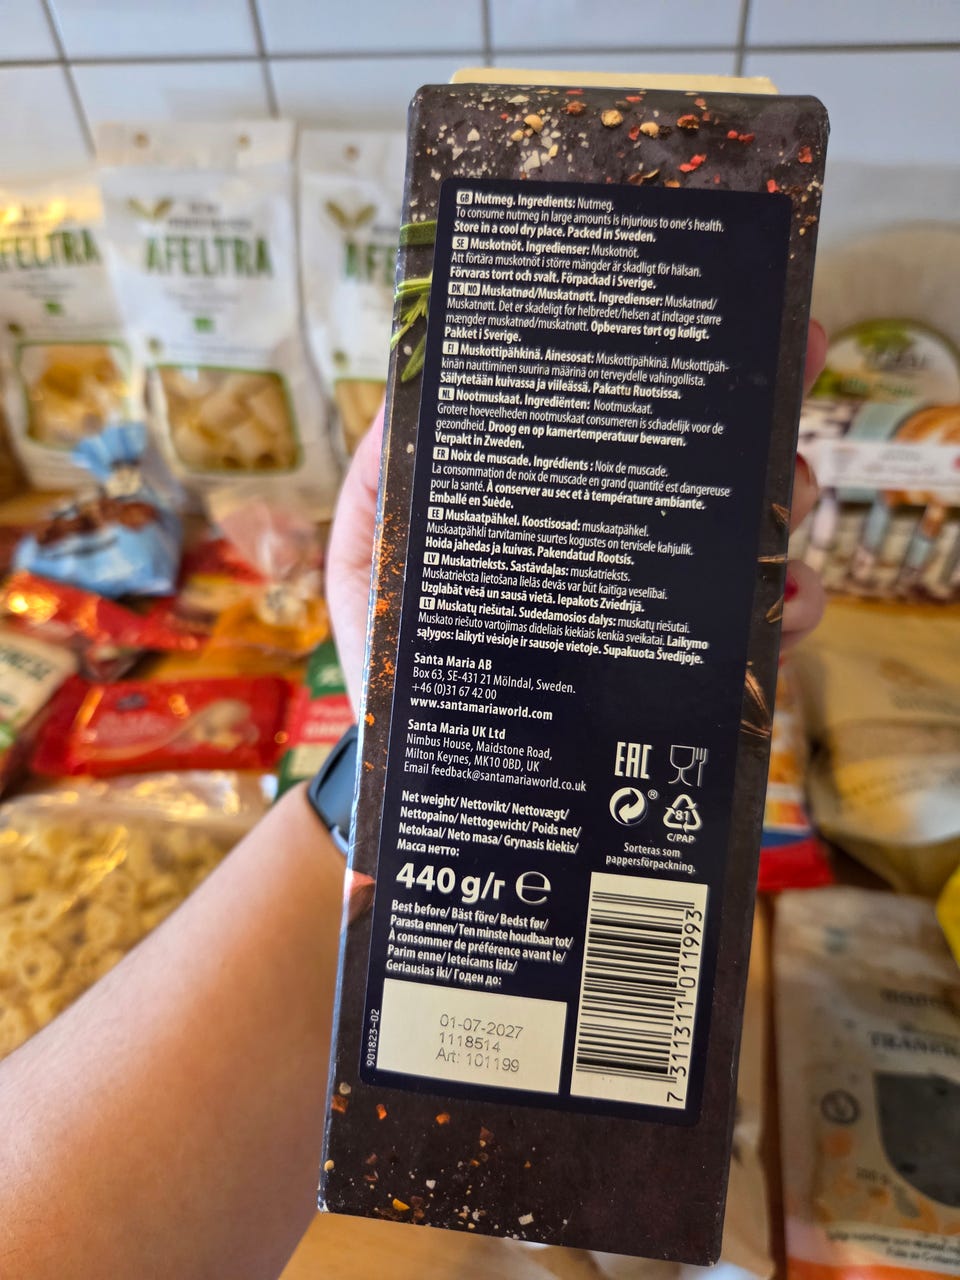 AFELTRA
AFELTRA
AFE
GB Nutmeg. Ingredients: Nutmeg.
To consume nutmeg in large amounts is injurious to one's health.
Store in a cool dry place. Packed in Sweden.
SE Muskotnöt. Ingredienser: Muskotnöt.
Att förtära muskotnöt i större mängder är skadligt för hälsan.
Förvaras torrt och svalt. Förpackad i Sverige.
DK NO Muskatnød/Muskatnøtt. Ingredienser: Muskatnød/
Muskatnøtt. Det er skadeligt for helbredet/helsen at indtage større
mængder muskatnød/muskatnøtt. Opbevares tørt og køligt.
Pakket i Sverige.
FI Muskottipähkinä. Ainesosat: Muskottipähkinä. Muskottipäh-
kinän nauttiminen suurina määrinä on terveydelle vahingollista.
Säilytetään kuivassa ja viileässä. Pakattu Ruotsissa.
NL Nootmuskaat. Ingrediënten: Nootmuskaat.
Grotere hoeveelheden nootmuskaat consumeren is schadelijk voor de
gezondheid. Droog en op kamertemperatuur bewaren.
Verpakt in Zweden.
FR Noix de muscade. Ingrédients : Noix de muscade.
La consommation de noix de muscade en grand quantité est dangereuse
pour la santé. À conserver au sec et à température ambiante.
Emballé en Suède.
EE Muskaatpähkel. Koostisosad: muskaatpähkel.
Muskaatpähkli tarvitamine suurtes kogustes on tervisele kahjulik.
Hoida jahedas ja kuivas. Pakendatud Rootsis.
LV Muskatrieksts. Sastāvdaļas: muskatrieksts.
Muskatrieksta lietošana lielās devās var būt kaitīga veselībai.
Uzglabāt vēsā un sausā vietā. Iepakots Zviedrijā.
LT Muskatų riešutai. Sudedamosios dalys: muskatų riešutai.
Muskato riešuto vartojimas dideliais kiekiais kenkia sveikatai. Laikymo
sąlygos: laikyti vėsioje ir sausoje vietoje. Supakuota Švedijoje.
Santa Maria AB
Box 63, SE-431 21 Mölndal, Sweden.
+46 (0)31 67 42 00
www.santamariaworld.com
Santa Maria UK Ltd
Nimbus House, Maidstone Road,
Milton Keynes, MK10 0BD, UK
Email feedback@santamariaworld.co.uk
EAC
®
81
C/PAP
Sorteras som
pappersförpackning.
Net weight/ Nettovikt/ Nettovægt/
Nettopaino/ Nettogewicht/ Poids net/
Netokaal/ Neto masa/ Grynasis kiekis/
Масса нетто:
440 g/r ℮
Best before/ Bäst före/ Bedst før/
Parasta ennen/ Ten minste houdbaar tot/
À consommer de préférence avant le/
Parim enne/ Ieteicams līdz/
Geriausias iki/ Годен до:
901823-02
01-07-2027
1118514
Art: 101199
7 311311 011993